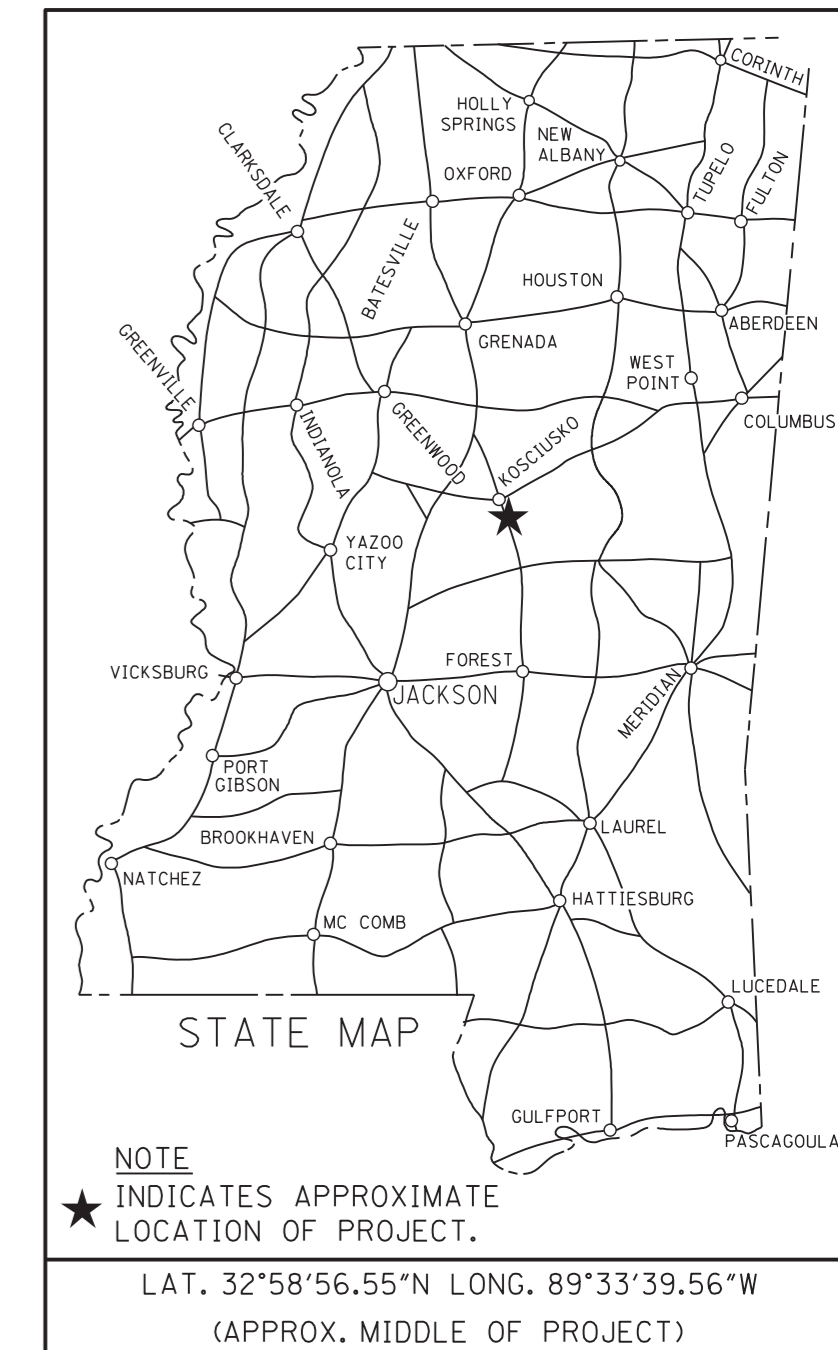 CORINTH
HOLLY
SPRINGS
NEW
ALBANY
CLARKSDALE
OXFORD
TUPELO
FULTON
BATESVILLE
HOUSTON
ABERDEEN
GREENVILLE
GRENADA
WEST
POINT
COLUMBUS
INDIANOLA
GREENWOOD
KOSCIUSKO
YAZOO
CITY
VICKSBURG
FOREST
JACKSON
MERIDIAN
PORT
GIBSON
BROOKHAVEN
LAUREL
NATCHEZ
HATTIESBURG
MC COMB
LUCEDALE
STATE MAP
GULFPORT
PASCAGOULA
NOTE
INDICATES APPROXIMATE
LOCATION OF PROJECT.
LAT. 32°58'56.55"N LONG. 89°33'39.56"W
(APPROX. MIDDLE OF PROJECT)